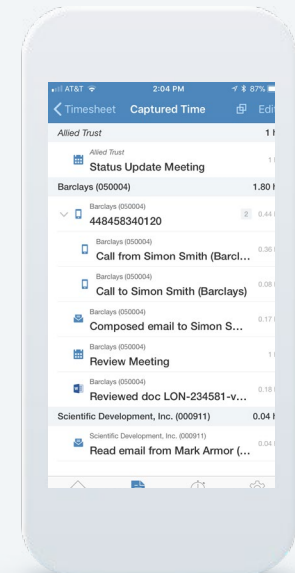 AT&T 2:04 PM 87%
Timesheet Captured Time Edit
Allied Trust 1 h
Allied Trust
Status Update Meeting 1 h
Barclays (050004) 1.80 h
Barclays (050004)
448458340120 2 0.44 h
Barclays (050004)
Call from Simon Smith (Barcl... 0.36 h
Barclays (050004)
Call to Simon Smith (Barclays) 0.08 h
Barclays (050004)
Composed email to Simon S... 0.17 h
Barclays (050004)
Review Meeting 1 h
Barclays (050004)
Reviewed doc LON-234581-v... 0.18 h
Scientific Development, Inc. (000911) 0.04 h
Scientific Development, Inc. (000911)
Read email from Mark Armor (... 0.04 h